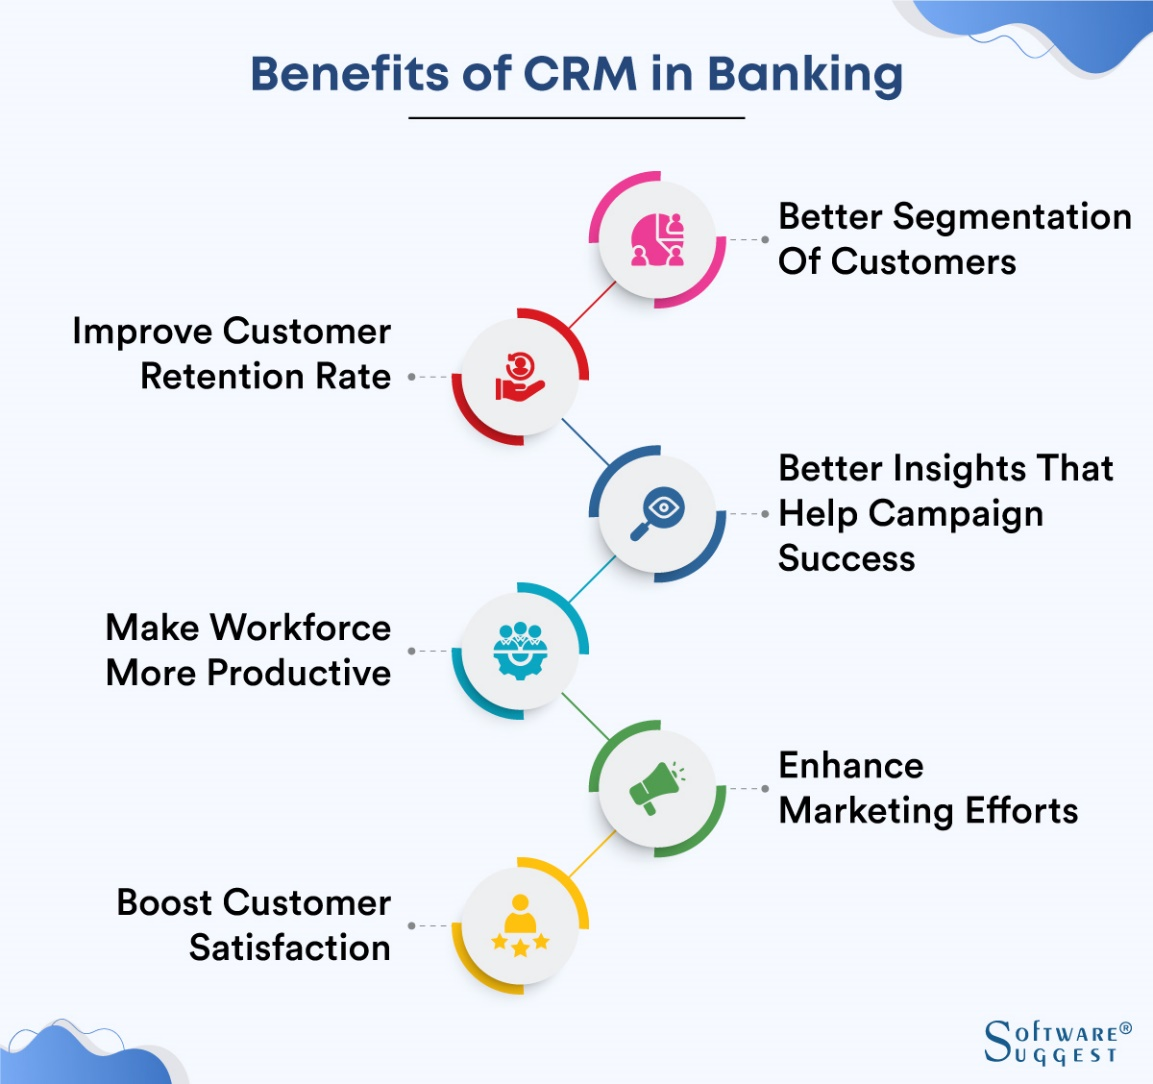 Benefits of CRM in Banking
Better Segmentation
Of Customers
Improve Customer
Retention Rate
Better Insights That
Help Campaign
Success
Make Workforce
More Productive
Enhance
Marketing Efforts
Boost Customer
Satisfaction
SOFTWARE®
SUGGEST